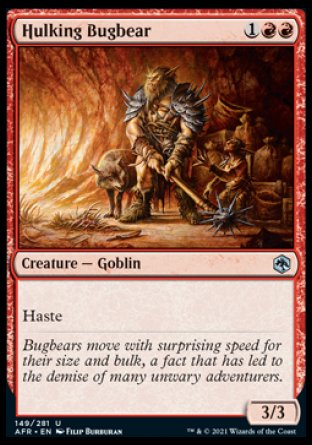 Hulking Bugbear 1
Creature — Goblin
Haste
Bugbears move with surprising speed for
their size and bulk, a fact that has led to
the demise of many unwary adventurers.
3/3
149/281 U
AFR • EN Filip Burburan
™ & © 2021 Wizards of the Coast